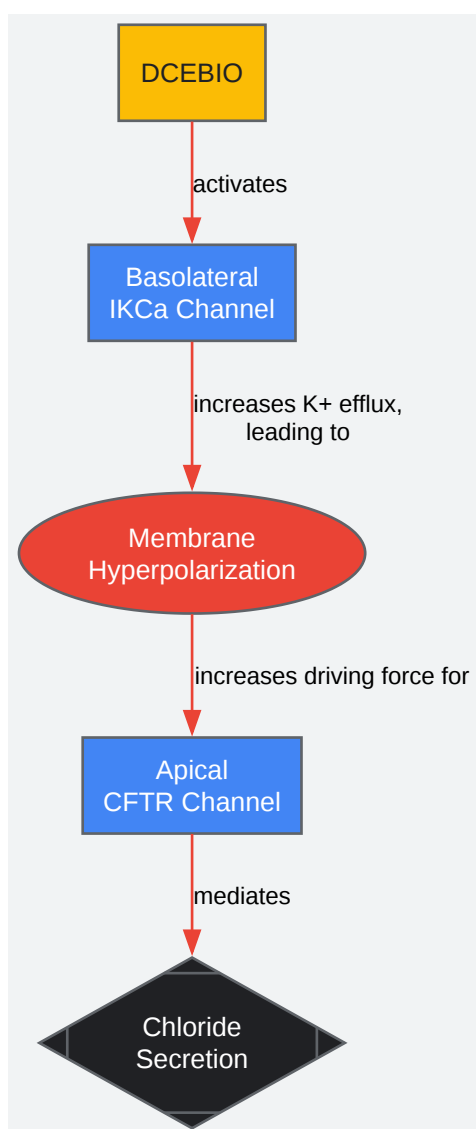 DCEBIO
activates
Basolateral
IKCa Channel
increases K+ efflux,
leading to
Membrane
Hyperpolarization
increases driving force for
Apical
CFTR Channel
mediates
Chloride
Secretion